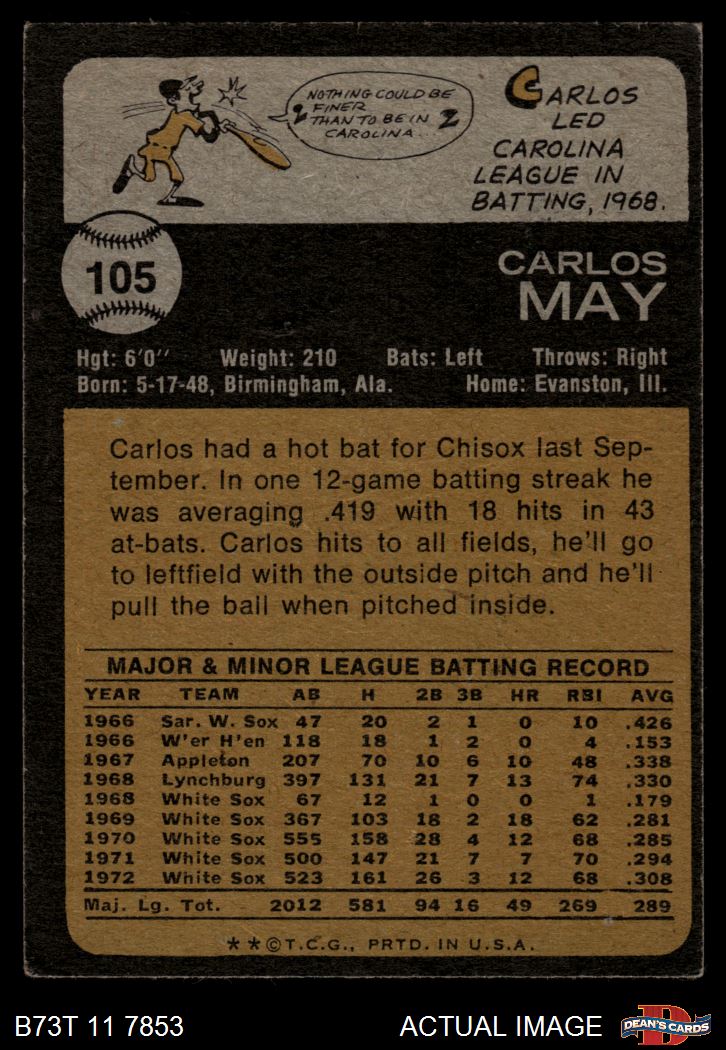 NOTHING COULD BE
FINER
THAN TO BE IN
CAROLINA..
CARLOS
LED
CAROLINA
LEAGUE IN
BATTING, 1968.
105
CARLOS
MAY
Hgt: 6'0" Weight: 210 Bats: Left Throws: Right
Born: 5-17-48, Birmingham, Ala. Home: Evanston, Ill.
Carlos had a hot bat for Chisox last Sep-
tember. In one 12-game batting streak he
was averaging .419 with 18 hits in 43
at-bats. Carlos hits to all fields, he'll go
to leftfield with the outside pitch and he'll
pull the ball when pitched inside.
MAJOR & MINOR LEAGUE BATTING RECORD
YEAR TEAM AB H 2B 3B HR RBI AVG
1966 Sar. W. Sox 47 20 2 1 0 10 .426
1966 W'er H'en 118 18 1 2 0 4 .153
1967 Appleton 207 70 10 6 10 48 .338
1968 Lynchburg 397 131 21 7 13 74 .330
1968 White Sox 67 12 1 0 0 1 .179
1969 White Sox 367 103 18 2 18 62 .281
1970 White Sox 555 158 28 4 12 68 .285
1971 White Sox 500 147 21 7 7 70 .294
1972 White Sox 523 161 26 3 12 68 .308
Maj. Lg. Tot. 2012 581 94 16 49 269 289
**©T.C.G., PRTD. IN U.S.A.
B73T 11 7853 ACTUAL IMAGE DEAN'S CARDS